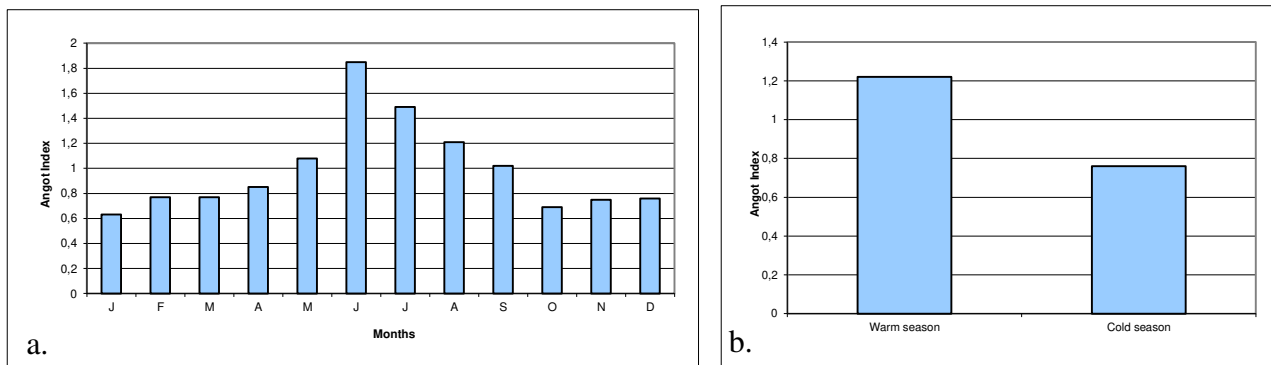 2
1,8
1,6
1,4
1,2
1
0,8
0,6
0,4
0,2
0
Angot Index
J F M A M J J A S O N D
Months
a.
1,4
1,2
1
0,8
0,6
0,4
0,2
0
Angot Index
Warm season Cold season
b.